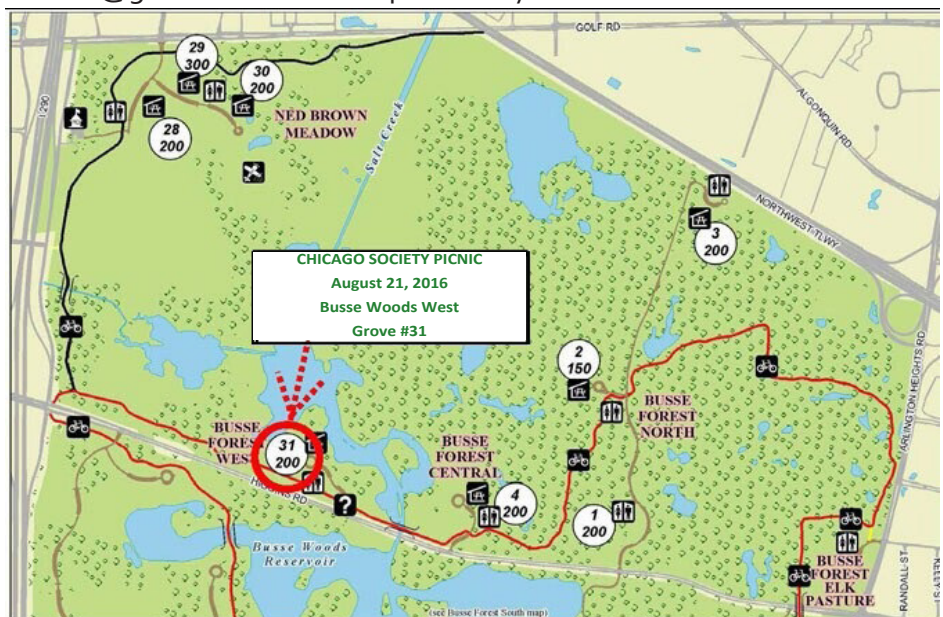 GOLF RD
29
300
30
200
I 290
28
200
NED BROWN
MEADOW
Salt Creek
ALGONQUIN RD
NORTHWEST TLWY
3
200
CHICAGO SOCIETY PICNIC
August 21, 2016
Busse Woods West
Grove #31
2
150
ARLINGTON HEIGHTS RD
BUSSE
FOREST
WEST
31
200
BUSSE
FOREST
NORTH
BUSSE
FOREST
CENTRAL
HIGGINS RD
?
4
200
1
200
Busse Woods
Reservoir
BUSSE
FOREST
ELK
PASTURE
RANDALL ST
(see Busse Forest South map)